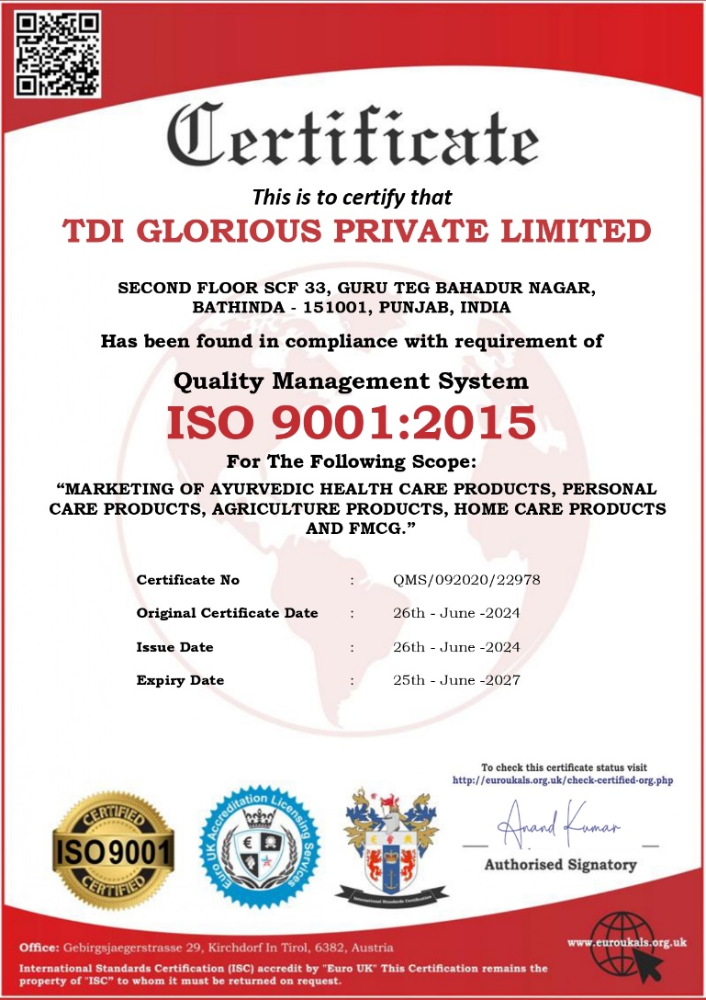 Certificate
This is to certify that
TDI GLORIOUS PRIVATE LIMITED
SECOND FLOOR SCF 33, GURU TEG BAHADUR NAGAR,
BATHINDA - 151001, PUNJAB, INDIA
Has been found in compliance with requirement of
Quality Management System
ISO 9001:2015
For The Following Scope:
“MARKETING OF AYURVEDIC HEALTH CARE PRODUCTS, PERSONAL
CARE PRODUCTS, AGRICULTURE PRODUCTS, HOME CARE PRODUCTS
AND FMCG.”
Certificate No : QMS/092020/22978
Original Certificate Date : 26th - June -2024
Issue Date : 26th - June -2024
Expiry Date : 25th - June -2027
To check this certificate status visit
http://euroukals.org.uk/check-certified-org.php
Anand Kumar
Authorised Signatory
CERTIFIED
ISO 9001
CERTIFIED
Euro UK Accreditation Licensing Services
International Standards Certification
www.euroukals.org.uk
Office: Gebirgsjaegerstrasse 29, Kirchdorf In Tirol, 6382, Austria
International Standards Certification (ISC) accredit by "Euro UK" This Certification remains the
property of "ISC" to whom it must be returned on request.